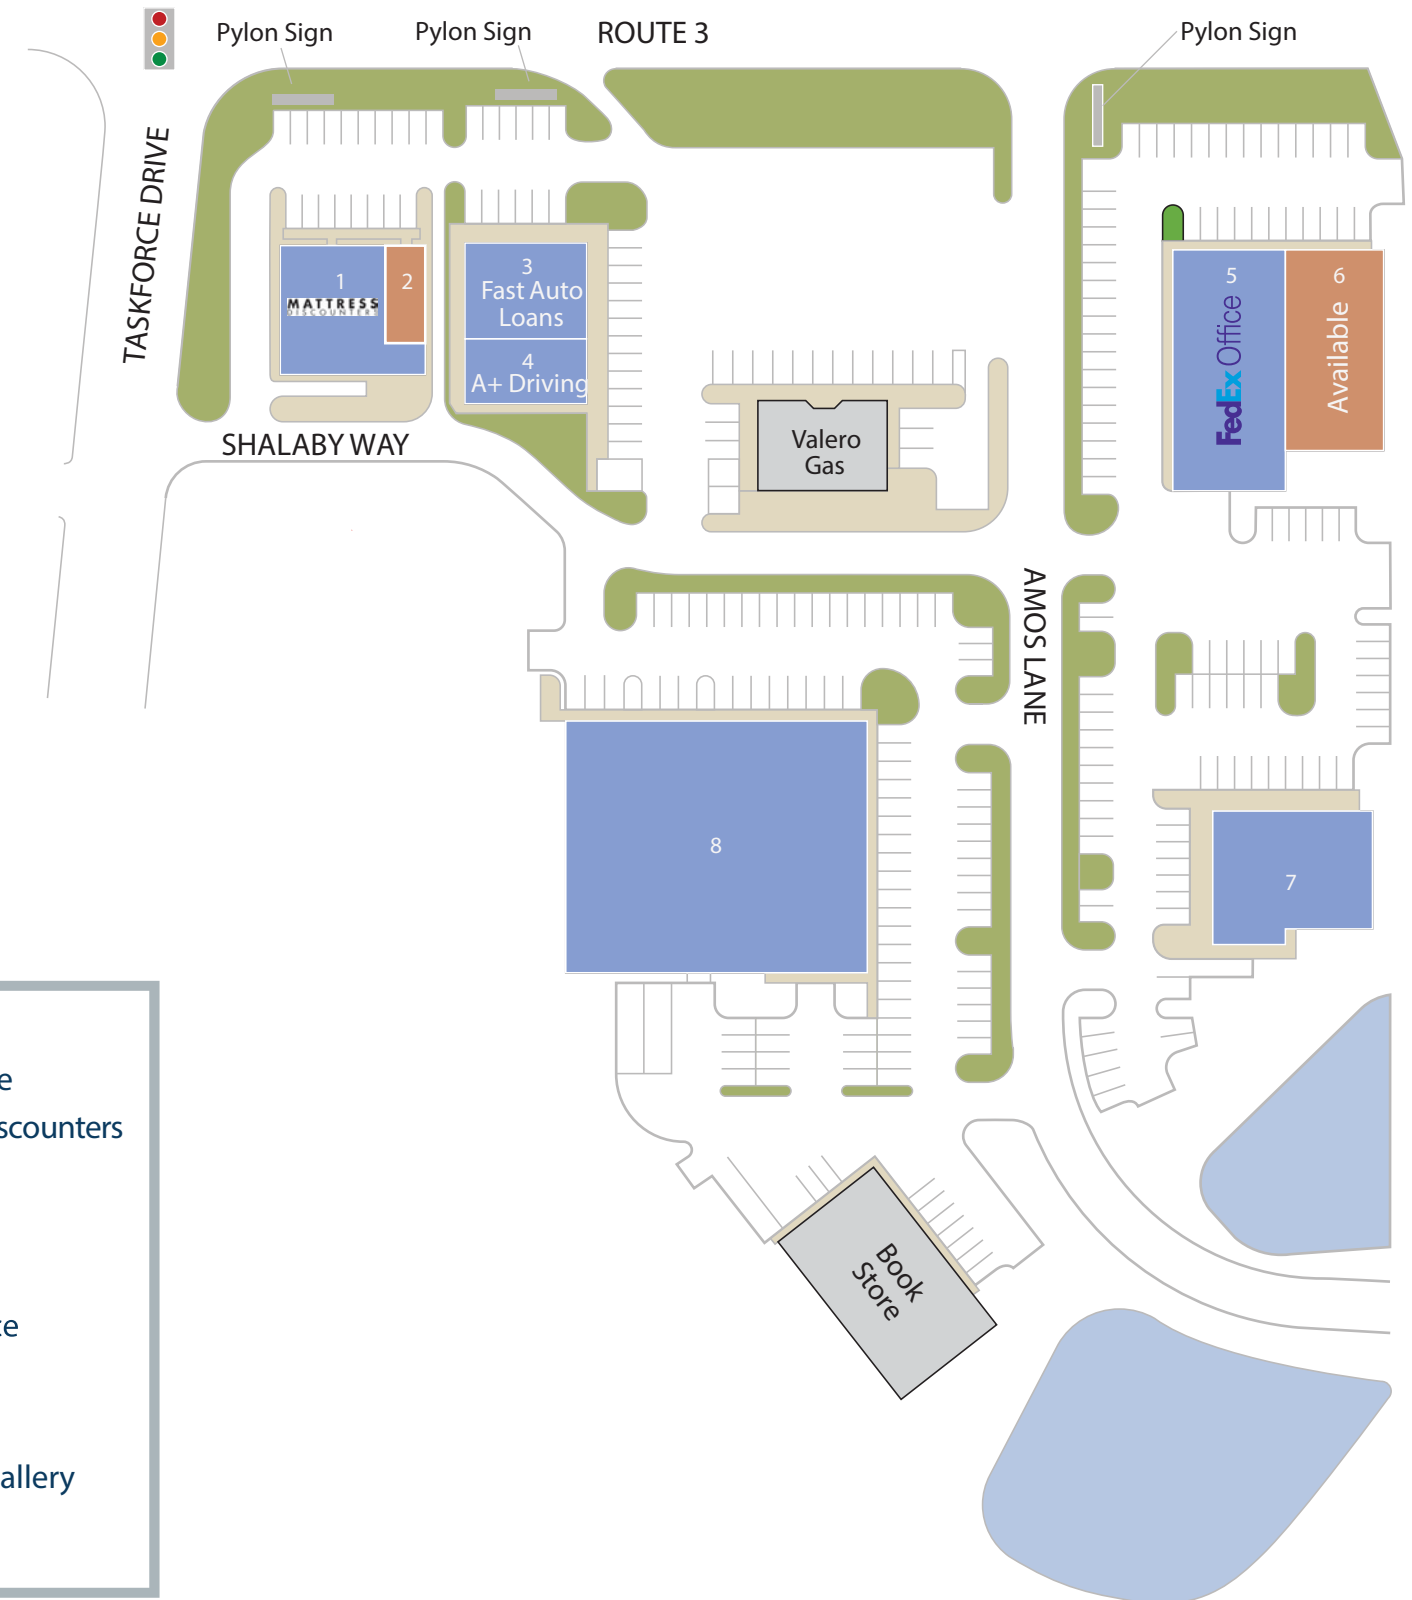 Pylon Sign
Pylon Sign
ROUTE 3
Pylon Sign
TASKFORCE DRIVE
1
MATTRESS
DISCOUNTERS
2
3
Fast Auto
Loans
4
A+ Driving
5
FedEx Office
6
Available
Valero
Gas
SHALABY WAY
AMOS LANE
8
7
Book
Store
e
scounters
ce
allery